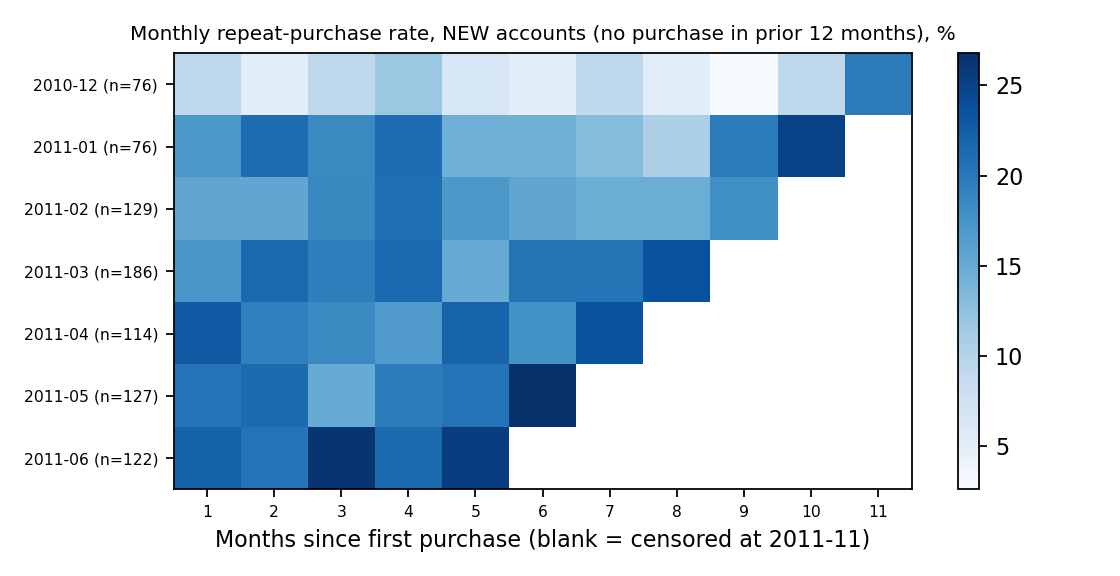 Monthly repeat-purchase rate, NEW accounts (no purchase in prior 12 months), %
2010-12 (n=76)
2011-01 (n=76)
2011-02 (n=129)
2011-03 (n=186)
2011-04 (n=114)
2011-05 (n=127)
2011-06 (n=122)
1 2 3 4 5 6 7 8 9 10 11
Months since first purchase (blank = censored at 2011-11)
25
20
15
10
5